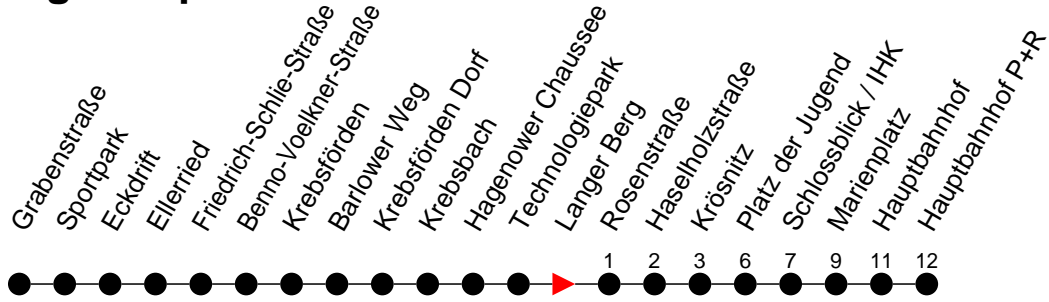 Grabenstraße
Sportpark
Eckdrift
Ellerried
Friedrich-Schlie-Straße
Benno-Voelkner-Straße
Krebsförden
Barlower Weg
Krebsförden Dorf
Krebsbach
Hagenower Chaussee
Technologiepark
Langer Berg
Rosenstraße
Haselholzstraße
Krösnitz
Platz der Jugend
Schlossblick / IHK
Marienplatz
Hauptbahnhof
Hauptbahnhof P+R
1 2 3 6 7 9 11 12